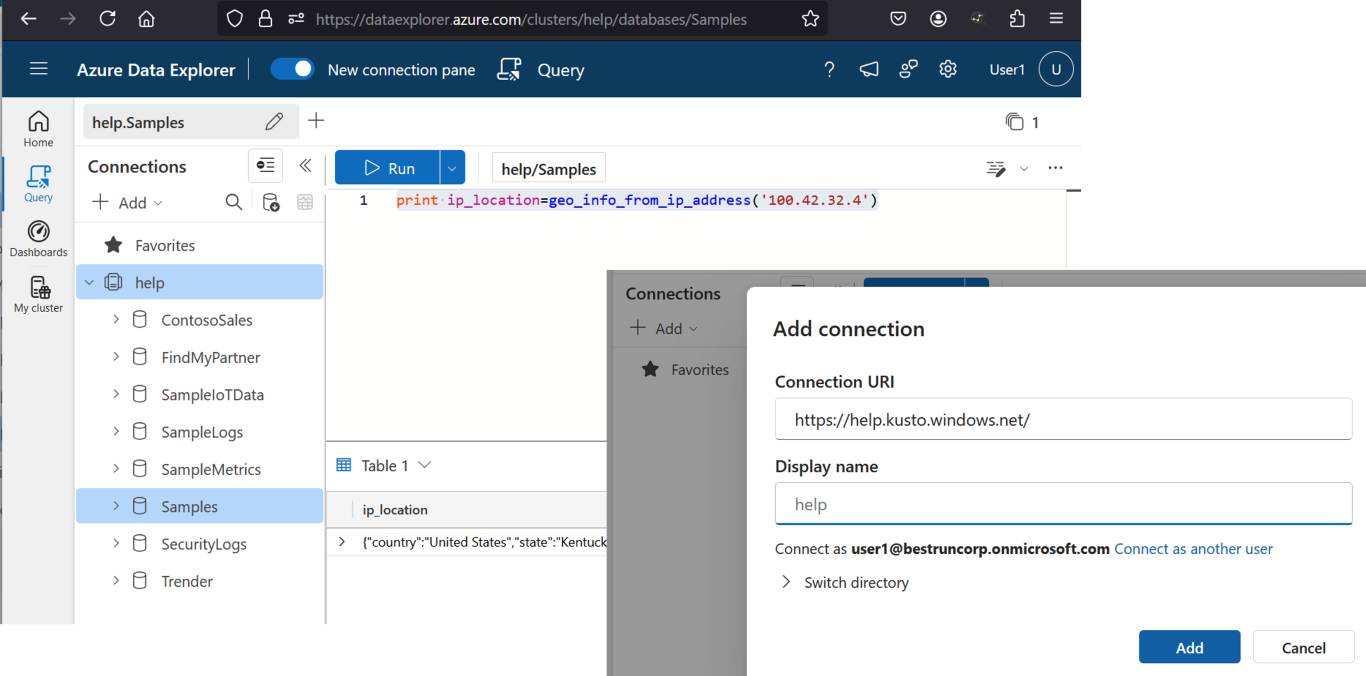 https://dataexplorer.azure.com/clusters/help/databases/Samples
Azure Data Explorer
New connection pane
Query
?
User1
U
Home
Query
Dashboards
My cluster
help.Samples
1
Connections
Add
Favorites
help
ContosoSales
FindMyPartner
SampleIoTData
SampleLogs
SampleMetrics
Samples
SecurityLogs
Trender
Run
help/Samples
1 print ip_location=geo_info_from_ip_address('100.42.32.4')
Table 1
ip_location
{"country":"United States","state":"Kentuck
Connections
Add
Favorites
Add connection
Connection URI
https://help.kusto.windows.net/
Display name
help
Connect as user1@bestruncorp.onmicrosoft.com Connect as another user
Switch directory
Add
Cancel